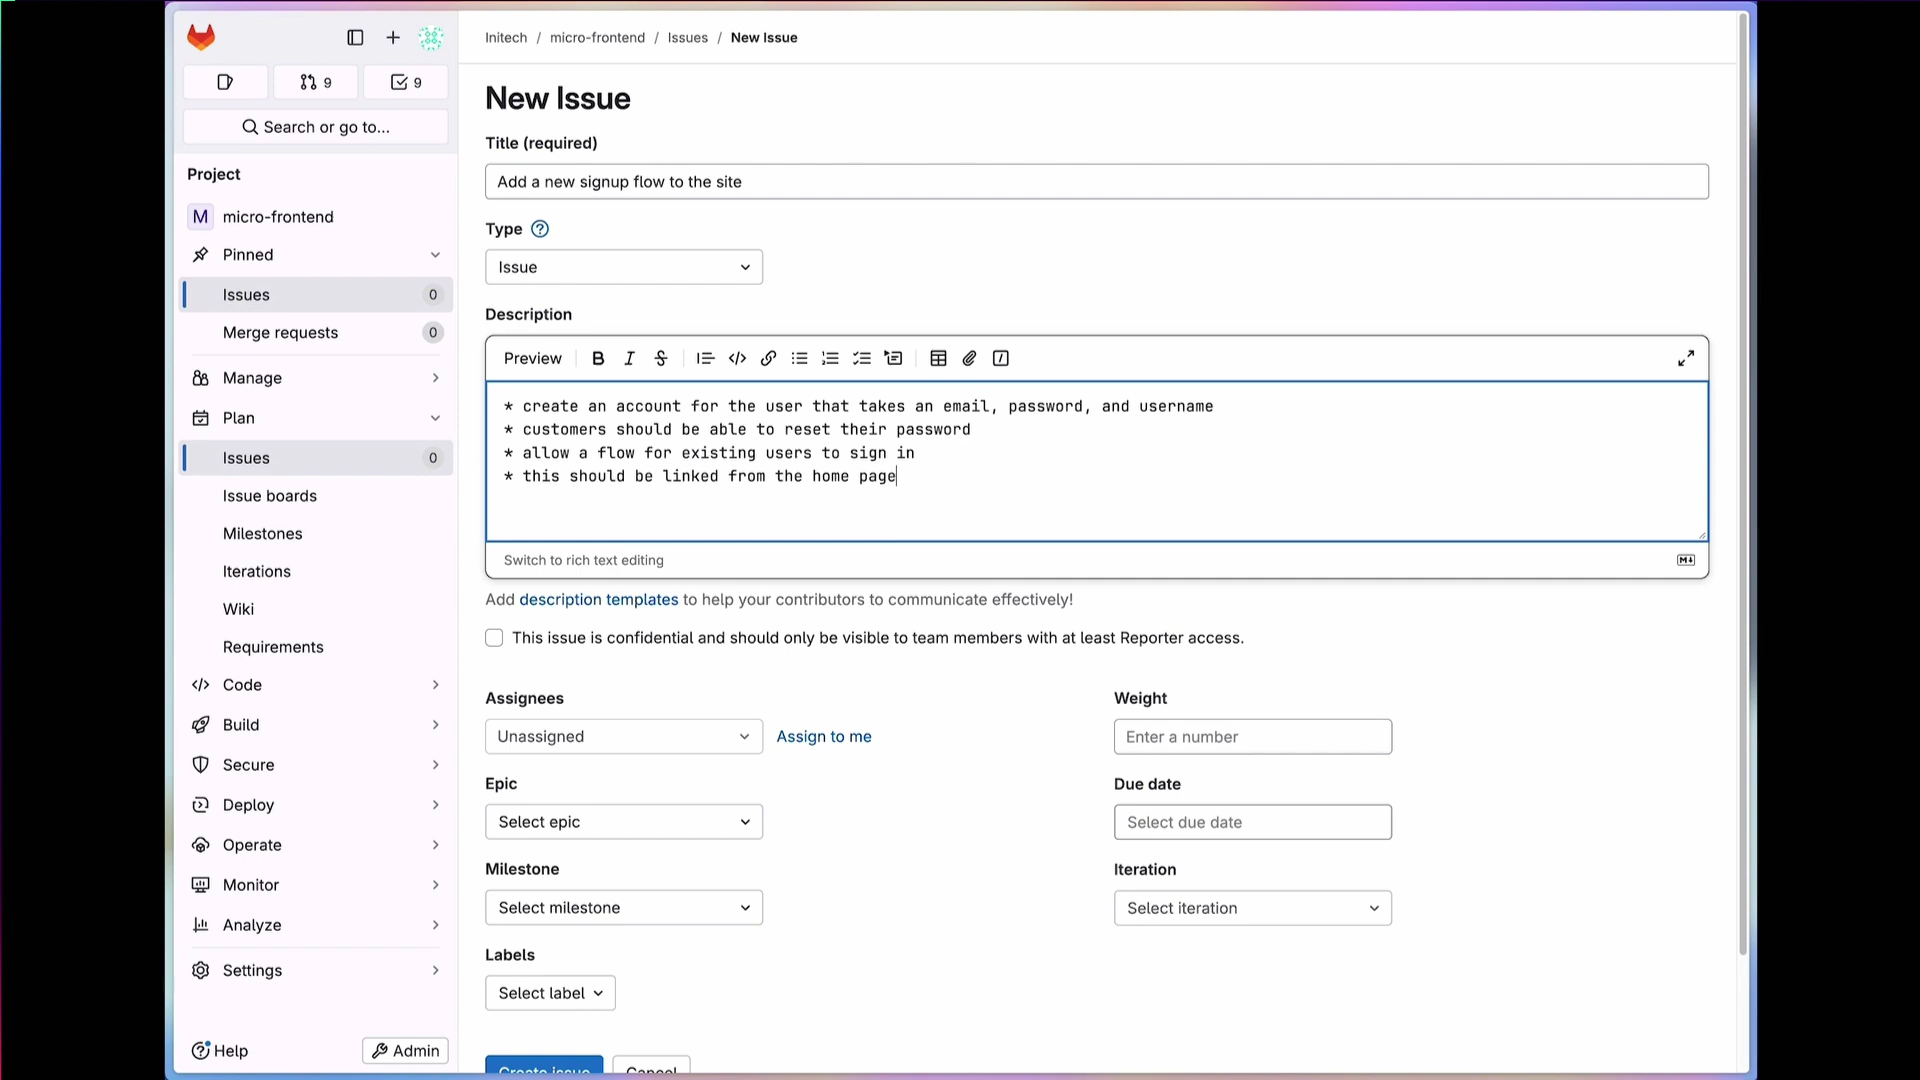 9
9
Search or go to...
Project
M micro-frontend
Pinned
Issues 0
Merge requests 0
Manage
Plan
Issues 0
Issue boards
Milestones
Iterations
Wiki
Requirements
Code
Build
Secure
Deploy
Operate
Monitor
Analyze
Settings
Help
Admin
Initech / micro-frontend / Issues / New Issue
New Issue
Title (required)
Add a new signup flow to the site
Type
Issue
Description
Preview
* create an account for the user that takes an email, password, and username
* customers should be able to reset their password
* allow a flow for existing users to sign in
* this should be linked from the home page
Switch to rich text editing
Add description templates to help your contributors to communicate effectively!
This issue is confidential and should only be visible to team members with at least Reporter access.
Assignees
Unassigned
Assign to me
Weight
Enter a number
Epic
Select epic
Due date
Select due date
Milestone
Select milestone
Iteration
Select iteration
Labels
Select label
Create issue
Cancel